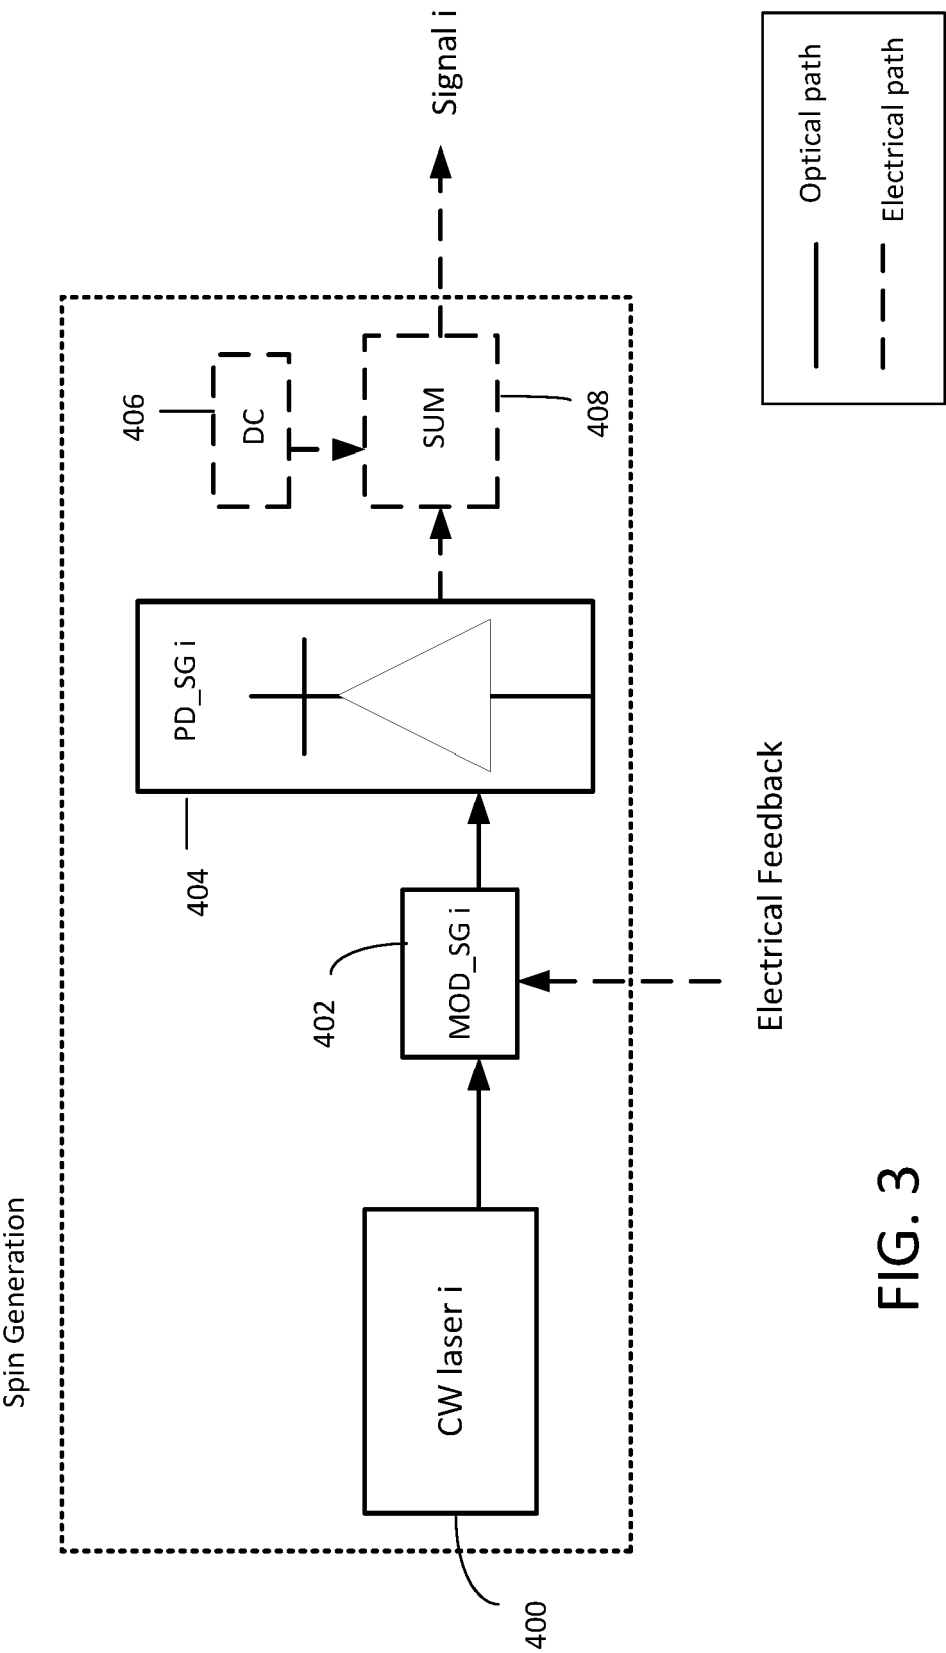 Spin Generation
406
DC
PD_SG i
SUM
Signal i
404
408
402
MOD_SG i
CW laser i
400
Electrical Feedback
Optical path
Electrical path
FIG. 3